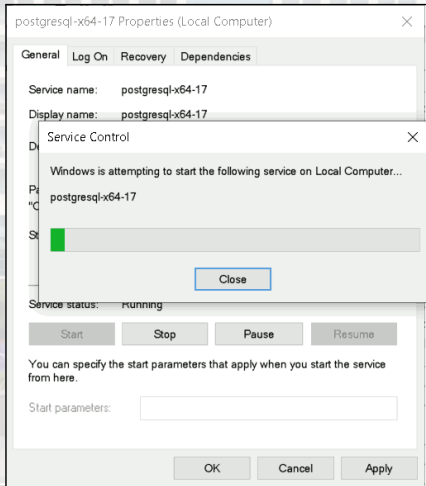 postgresql-x64-17 Properties (Local Computer)
General Log On Recovery Dependencies
Service name: postgresql-x64-17
Display name: postgresql-x64-17
Service Control
Windows is attempting to start the following service on Local Computer...
postgresql-x64-17
Close
Service status: Running
Start Stop Pause Resume
You can specify the start parameters that apply when you start the service
from here.
Start parameters:
OK Cancel Apply